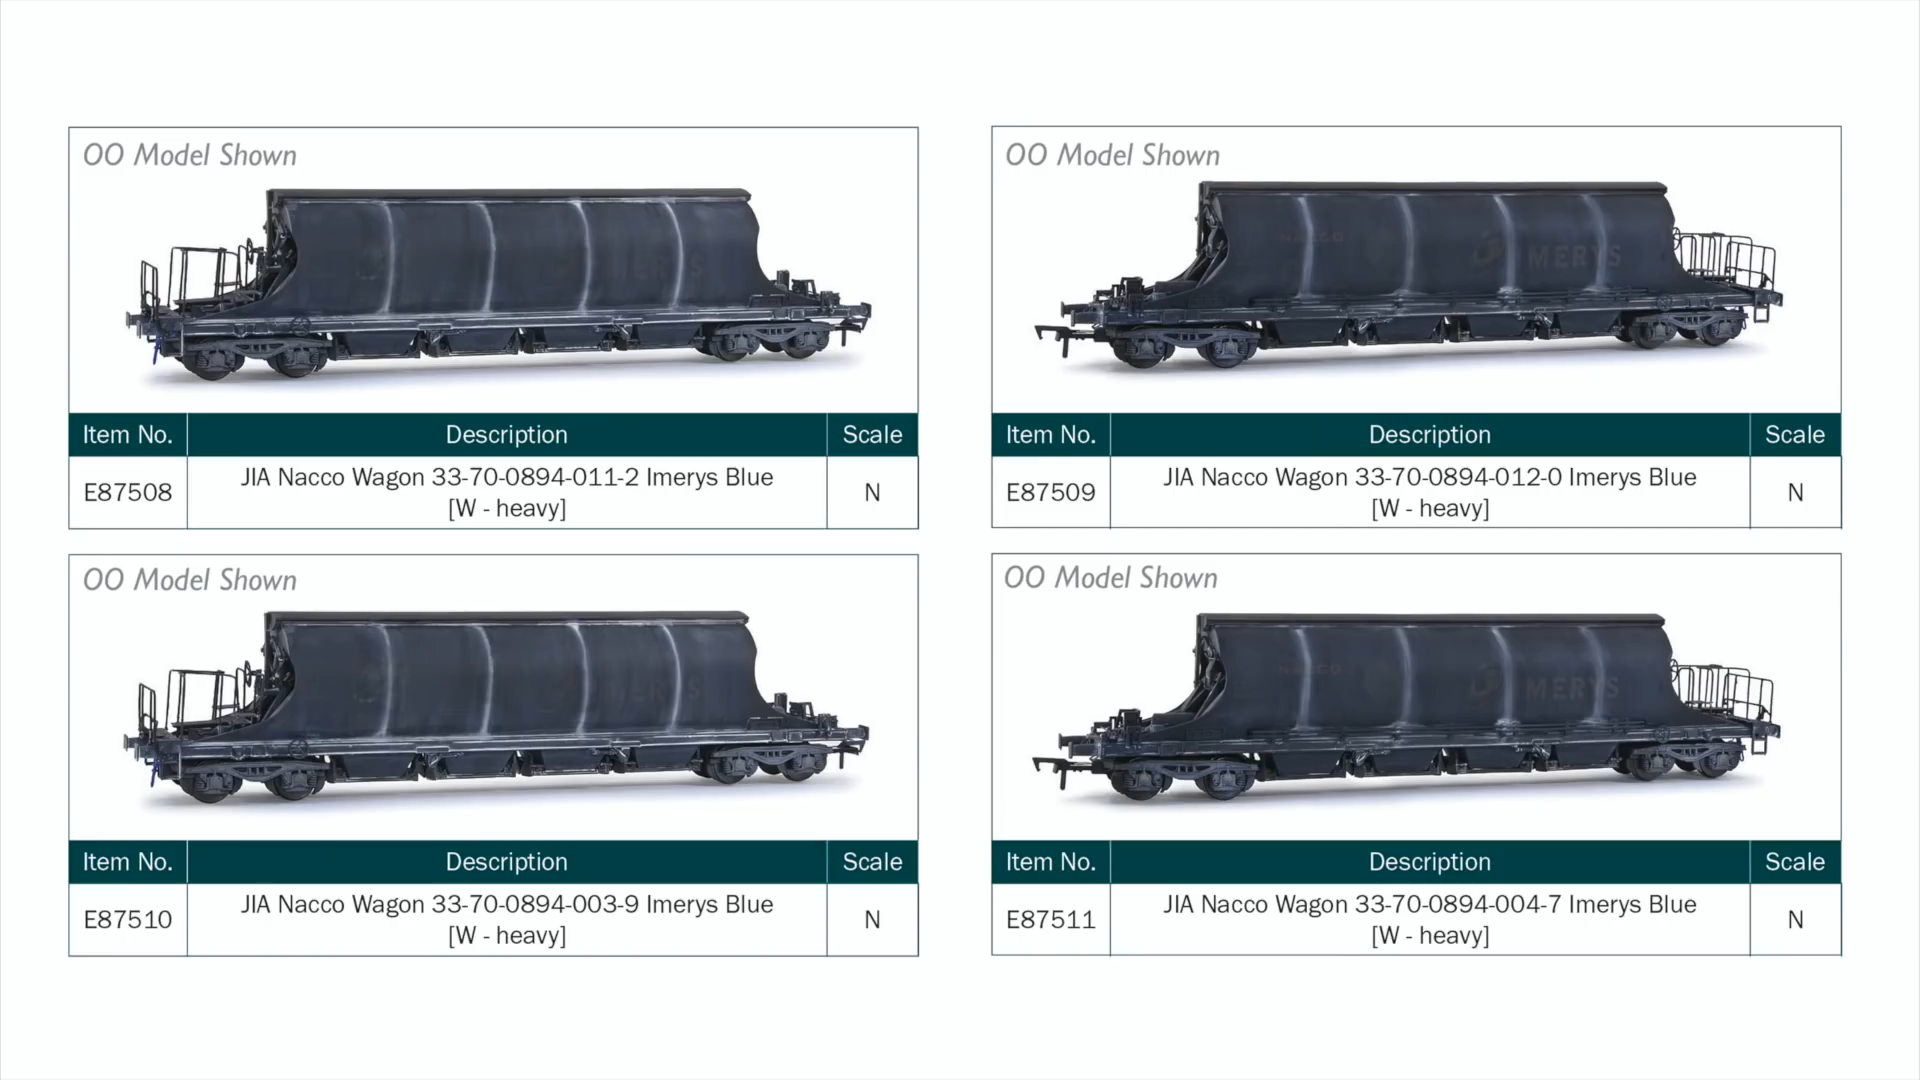 OO Model Shown
Item No. Description Scale
E87508 JIA Nacco Wagon 33-70-0894-011-2 Imerys Blue N
[W - heavy]
OO Model Shown
NACCO
IMERYS
Item No. Description Scale
E87509 JIA Nacco Wagon 33-70-0894-012-0 Imerys Blue N
[W - heavy]
OO Model Shown
Item No. Description Scale
E87510 JIA Nacco Wagon 33-70-0894-003-9 Imerys Blue N
[W - heavy]
OO Model Shown
NACCO
IMERYS
Item No. Description Scale
E87511 JIA Nacco Wagon 33-70-0894-004-7 Imerys Blue N
[W - heavy]